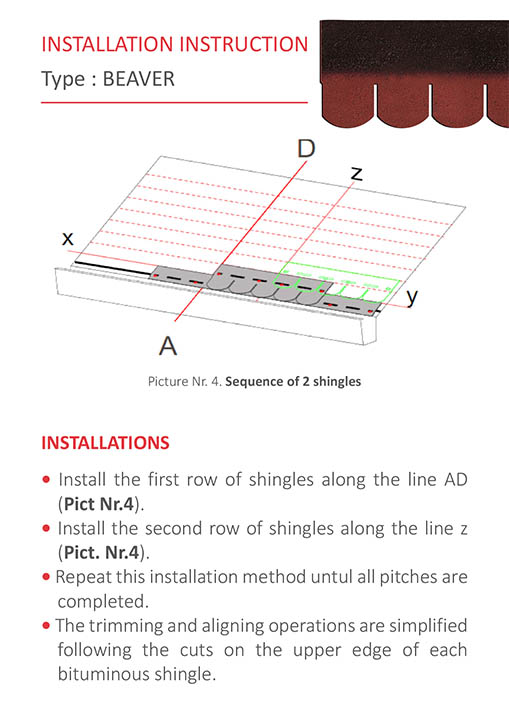 INSTALLATION INSTRUCTION
Type : BEAVER
D
z
x
y
A
Picture Nr. 4. Sequence of 2 shingles
INSTALLATIONS
• Install the first row of shingles along the line AD
(Pict Nr.4).
• Install the second row of shingles along the line z
(Pict. Nr.4).
• Repeat this installation method untul all pitches are
completed.
• The trimming and aligning operations are simplified
following the cuts on the upper edge of each
bituminous shingle.